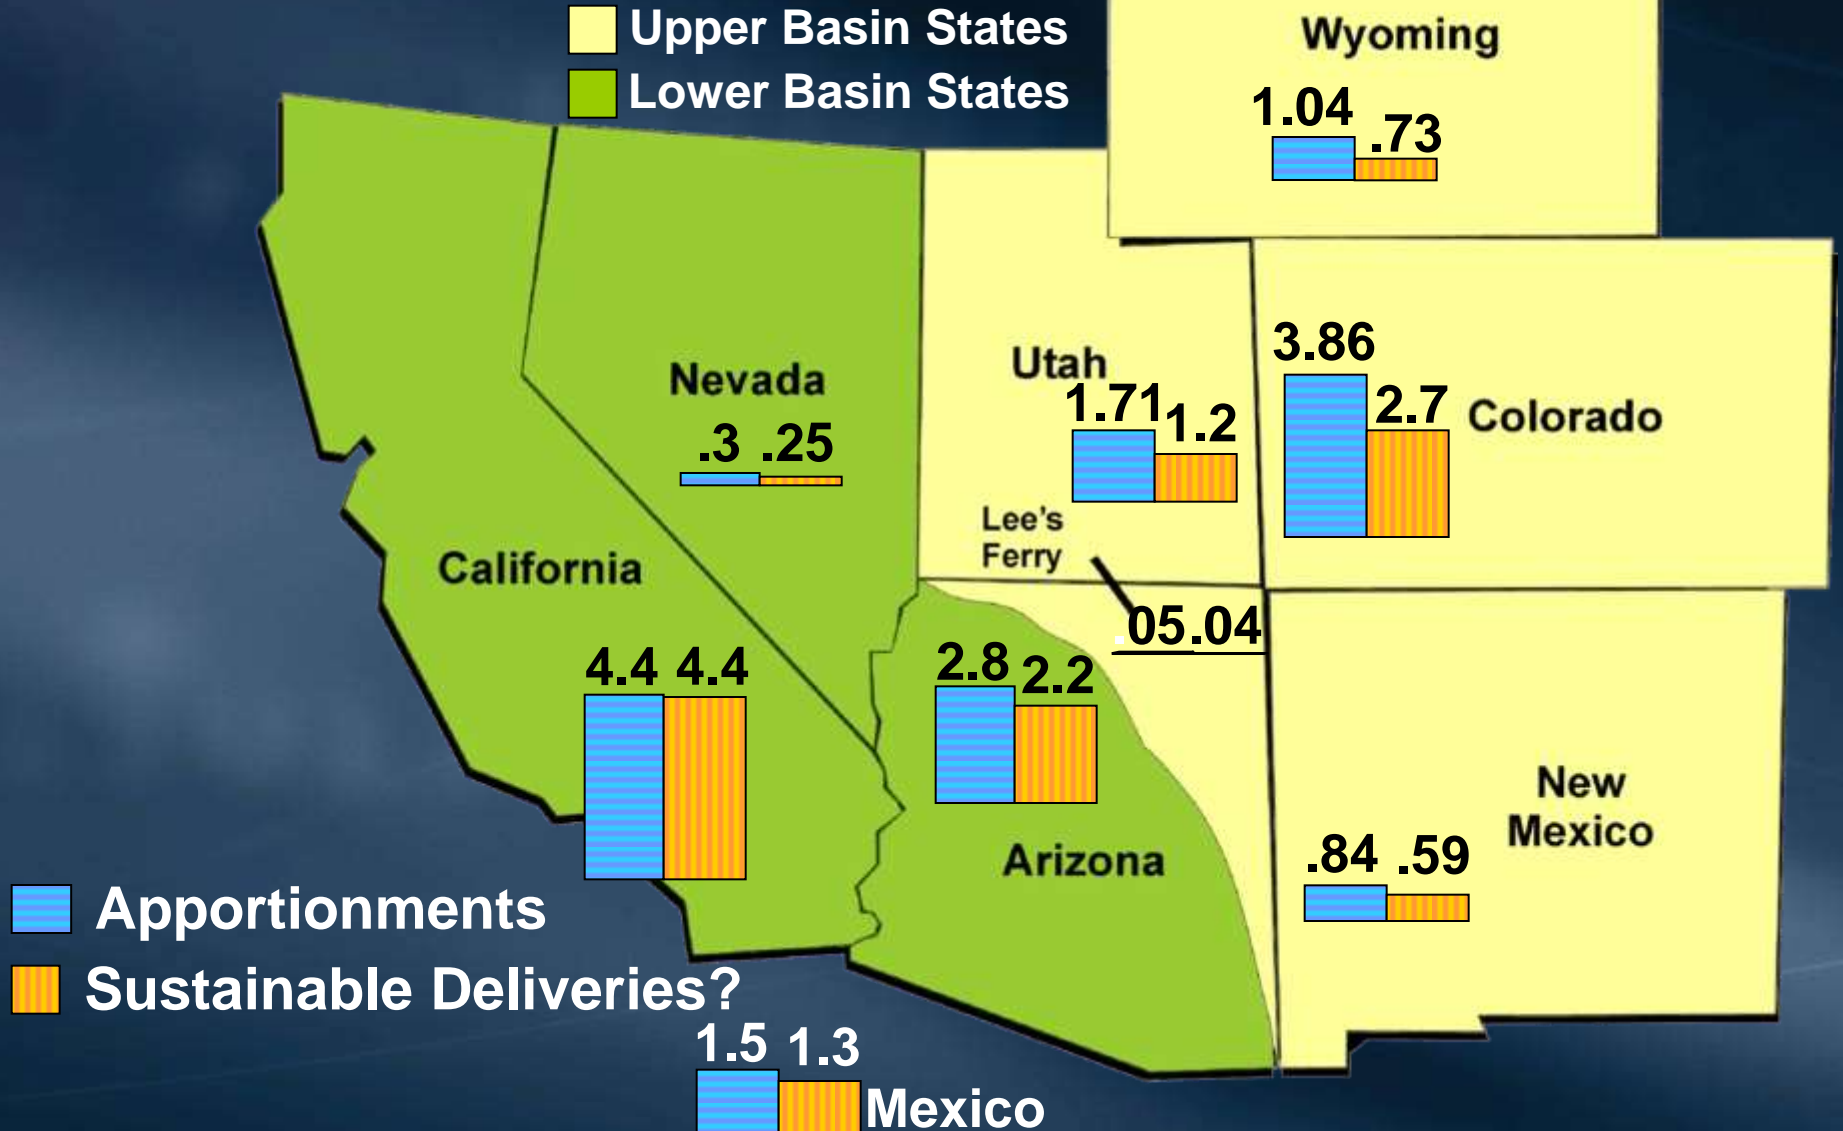 Upper Basin States
Lower Basin States
Wyoming
1.04 .73
Utah
1.71 1.2
3.86 2.7
Colorado
Nevada
.3 .25
Lee's
Ferry
.05 .04
California
4.4 4.4
2.8 2.2
Arizona
New
Mexico
.84 .59
Apportionments
Sustainable Deliveries?
1.5 1.3
Mexico